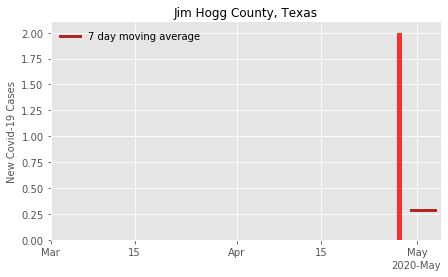 Jim Hogg County, Texas
7 day moving average
New Covid-19 Cases
2.00
1.75
1.50
1.25
1.00
0.75
0.50
0.25
0.00
Mar 15 Apr 15 May
2020-May